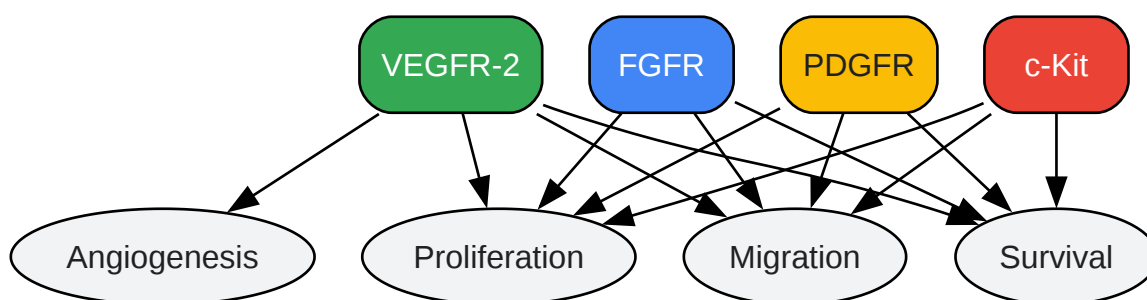 VEGFR-2
FGFR
PDGFR
c-Kit
Angiogenesis
Proliferation
Migration
Survival